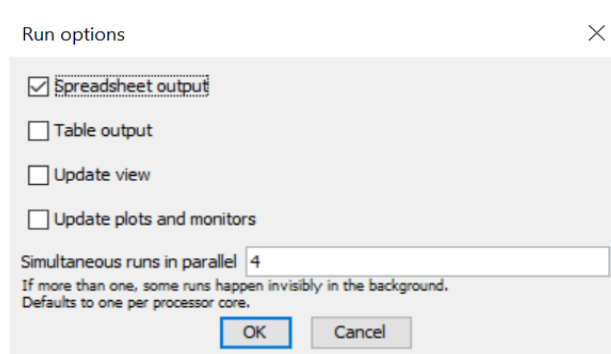 Run options
Spreadsheet output
Table output
Update view
Update plots and monitors
Simultaneous runs in parallel 4
If more than one, some runs happen invisibly in the background.
Defaults to one per processor core.
OK Cancel